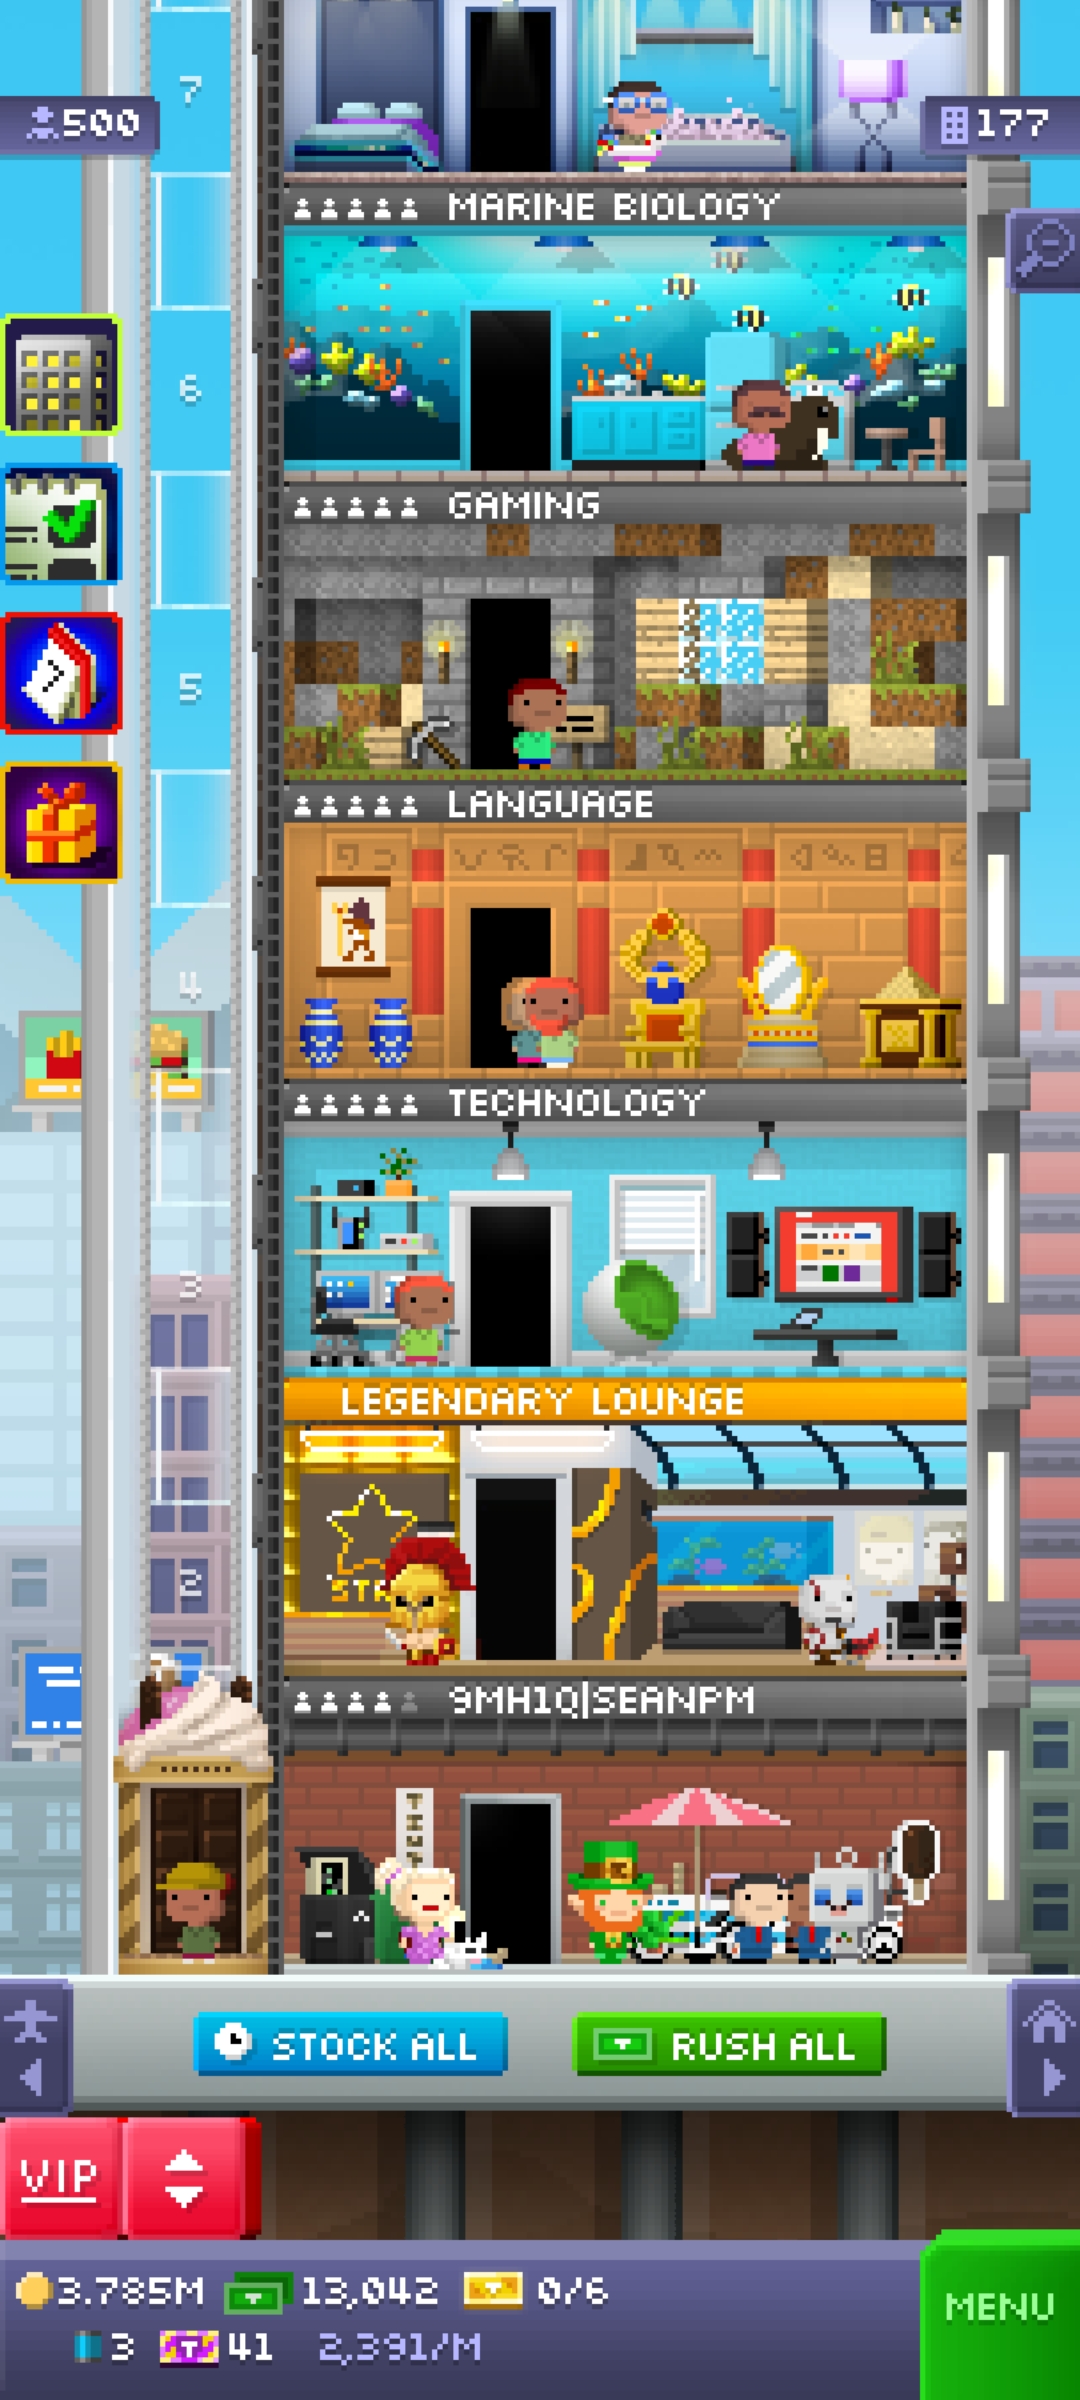 7
500
177
MARINE BIOLOGY
6
GAMING
5
LANGUAGE
4
TECHNOLOGY
3
LEGENDARY LOUNGE
2
9MH1Q|SEANPM
STOCK ALL
RUSH ALL
VIP
3.785M
13,042
0/6
MENU
3
41
2,391/M